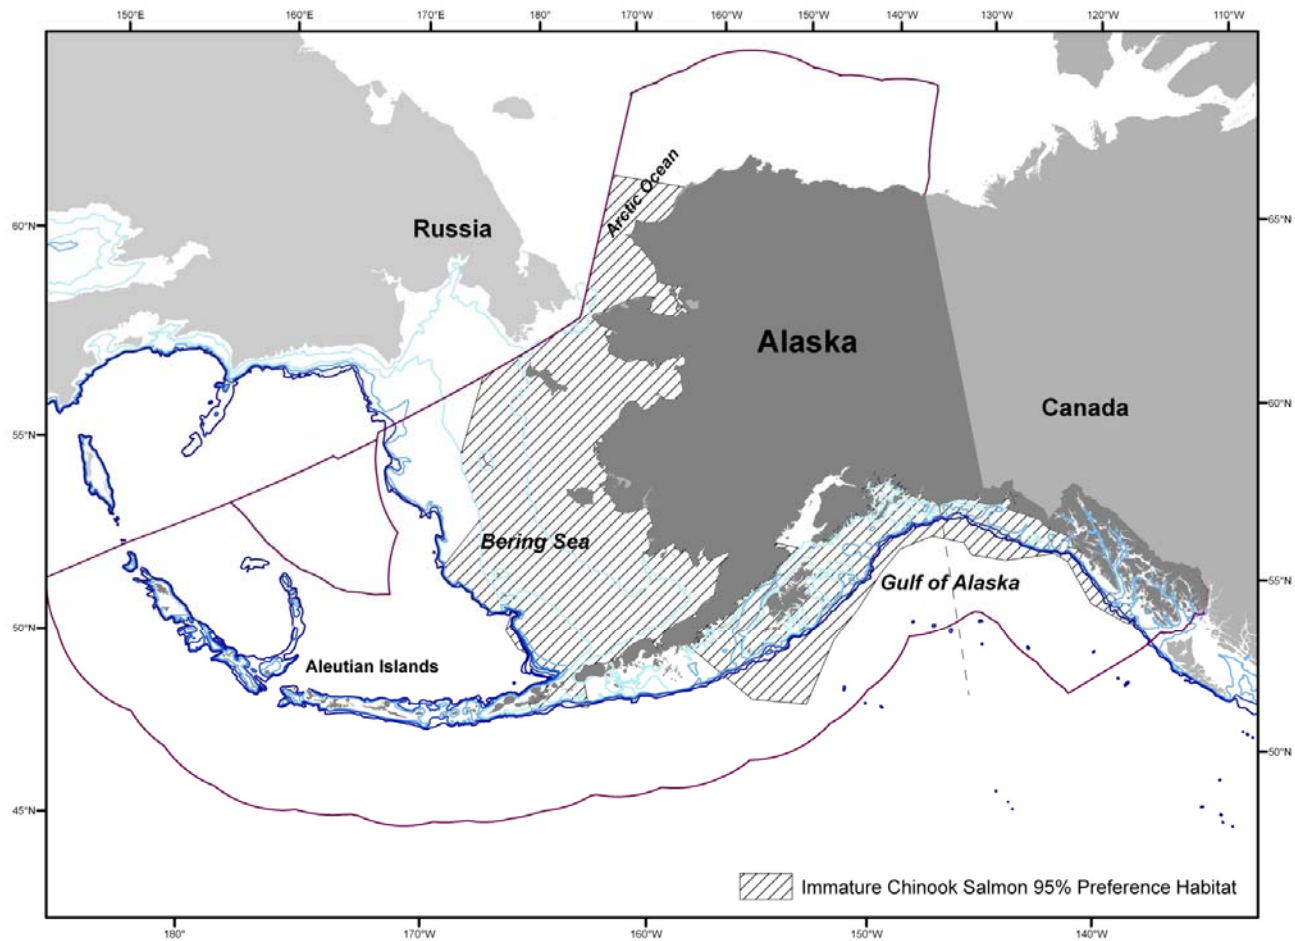 150°E 160°E 170°E 180° 170°W 160°W 150°W 140°W 130°W 120°W 110°W
Arctic Ocean
60°N Russia 65°N
Alaska
Canada
60°N
55°N
Bering Sea
Gulf of Alaska
55°N
50°N
Aleutian Islands
50°N
45°N
Immature Chinook Salmon 95% Preference Habitat
180° 170°W 160°W 150°W 140°W